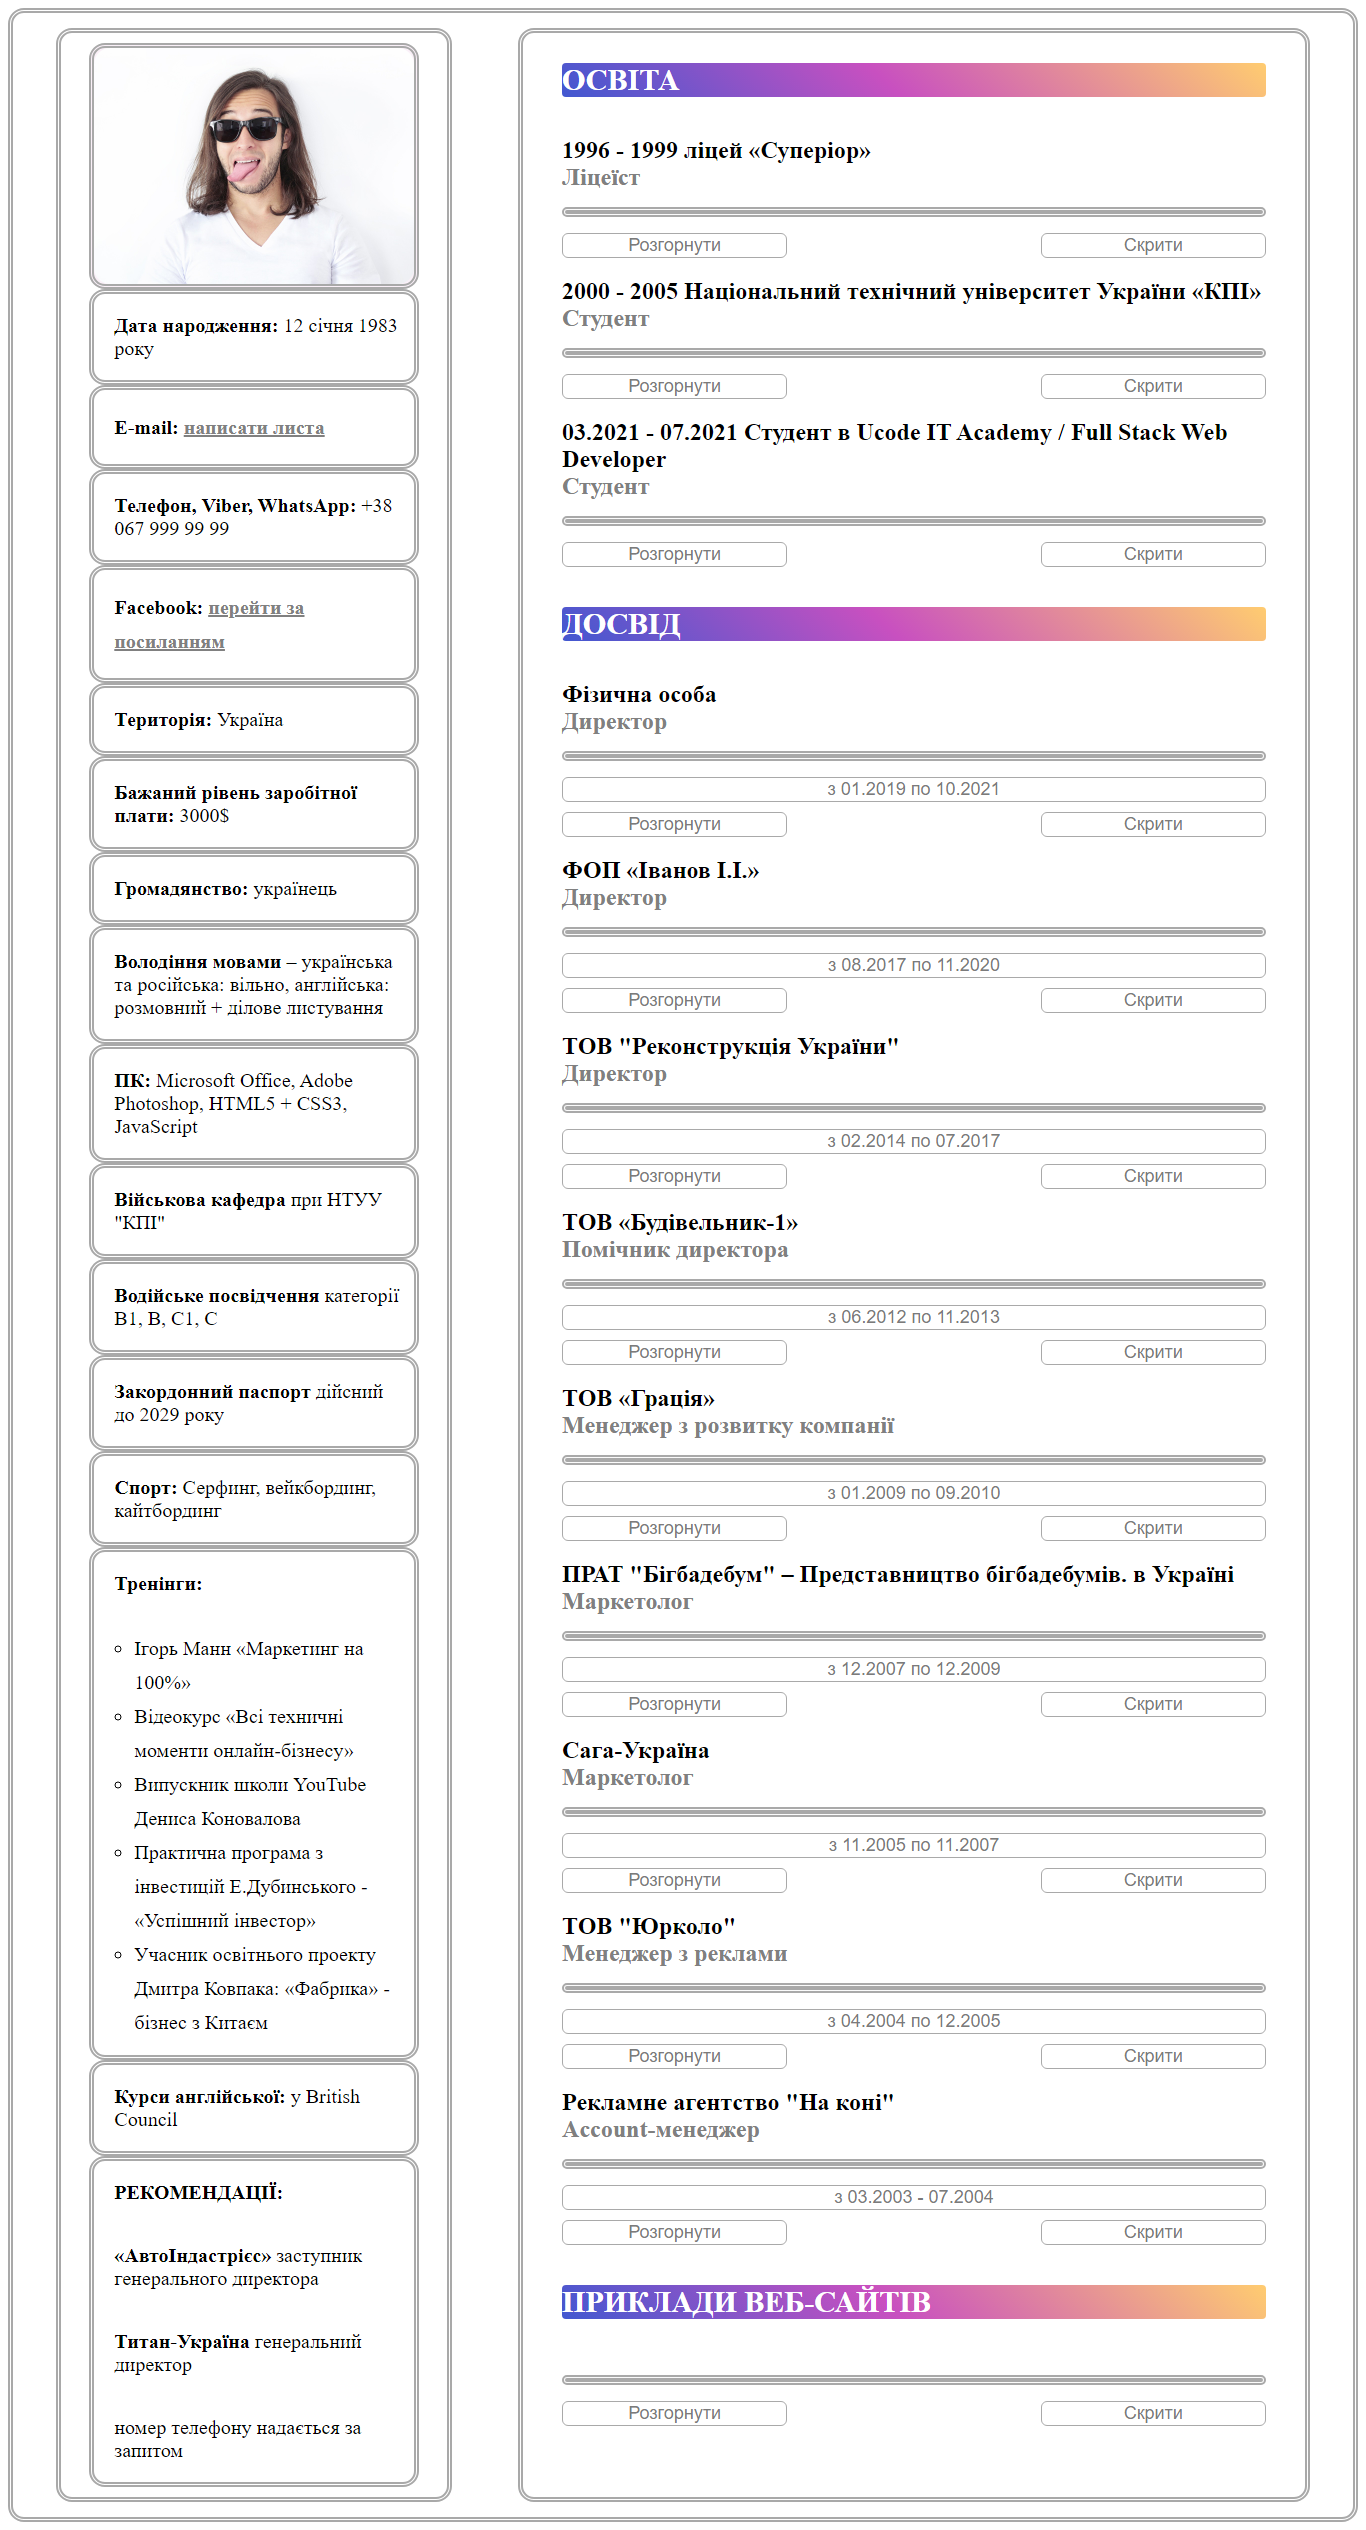 Дата народження: 12 січня 1983
року
E-mail: написати листа
Телефон, Viber, WhatsApp: +38
067 999 99 99
Facebook: перейти за
посиланням
Територія: Україна
Бажаний рівень заробітної
плати: 3000$
Громадянство: українець
Володіння мовами – українська
та російська: вільно, англійська:
розмовний + ділове листування
ПК: Microsoft Office, Adobe
Photoshop, HTML5 + CSS3,
JavaScript
Військова кафедра при НТУУ
"КПІ"
Водійське посвідчення категорії
B1, B, C1, C
Закордонний паспорт дійсний
до 2029 року
Спорт: Серфинг, вейкбординг,
кайтбординг
Тренінги:
Ігорь Манн «Маркетинг на
100%»
Відеокурс «Всі техничні
моменти онлайн-бізнесу»
Випускник школи YouTube
Дениса Коновалова
Практична програма з
інвестицій Е.Дубинського -
«Успішний інвестор»
Учасник освітнього проекту
Дмитра Ковпака: «Фабрика» -
бізнес з Китаєм
Курси англійської: у British
Council
РЕКОМЕНДАЦІЇ:
«АвтоІндастрієс» заступник
генерального директора
Титан-Україна генеральний
директор
номер телефону надається за
запитом
ОСВІТА
1996 - 1999 ліцей «Суперіор»
Ліцеїст
Розгорнути Скрити
2000 - 2005 Національний технічний університет України «КПІ»
Студент
Розгорнути Скрити
03.2021 - 07.2021 Студент в Ucode IT Academy / Full Stack Web
Developer
Студент
Розгорнути Скрити
ДОСВІД
Фізична особа
Директор
з 01.2019 по 10.2021
Розгорнути Скрити
ФОП «Іванов І.І.»
Директор
з 08.2017 по 11.2020
Розгорнути Скрити
ТОВ "Реконструкція України"
Директор
з 02.2014 по 07.2017
Розгорнути Скрити
ТОВ «Будівельник-1»
Помічник директора
з 06.2012 по 11.2013
Розгорнути Скрити
ТОВ «Грація»
Менеджер з розвитку компанії
з 01.2009 по 09.2010
Розгорнути Скрити
ПРАТ "Бігбадебум" – Представництво бігбадебумів. в Україні
Маркетолог
з 12.2007 по 12.2009
Розгорнути Скрити
Сага-Україна
Маркетолог
з 11.2005 по 11.2007
Розгорнути Скрити
ТОВ "Юрколо"
Менеджер з реклами
з 04.2004 по 12.2005
Розгорнути Скрити
Рекламне агентство "На коні"
Account-менеджер
з 03.2003 - 07.2004
Розгорнути Скрити
ПРИКЛАДИ ВЕБ-САЙТІВ
Розгорнути Скрити